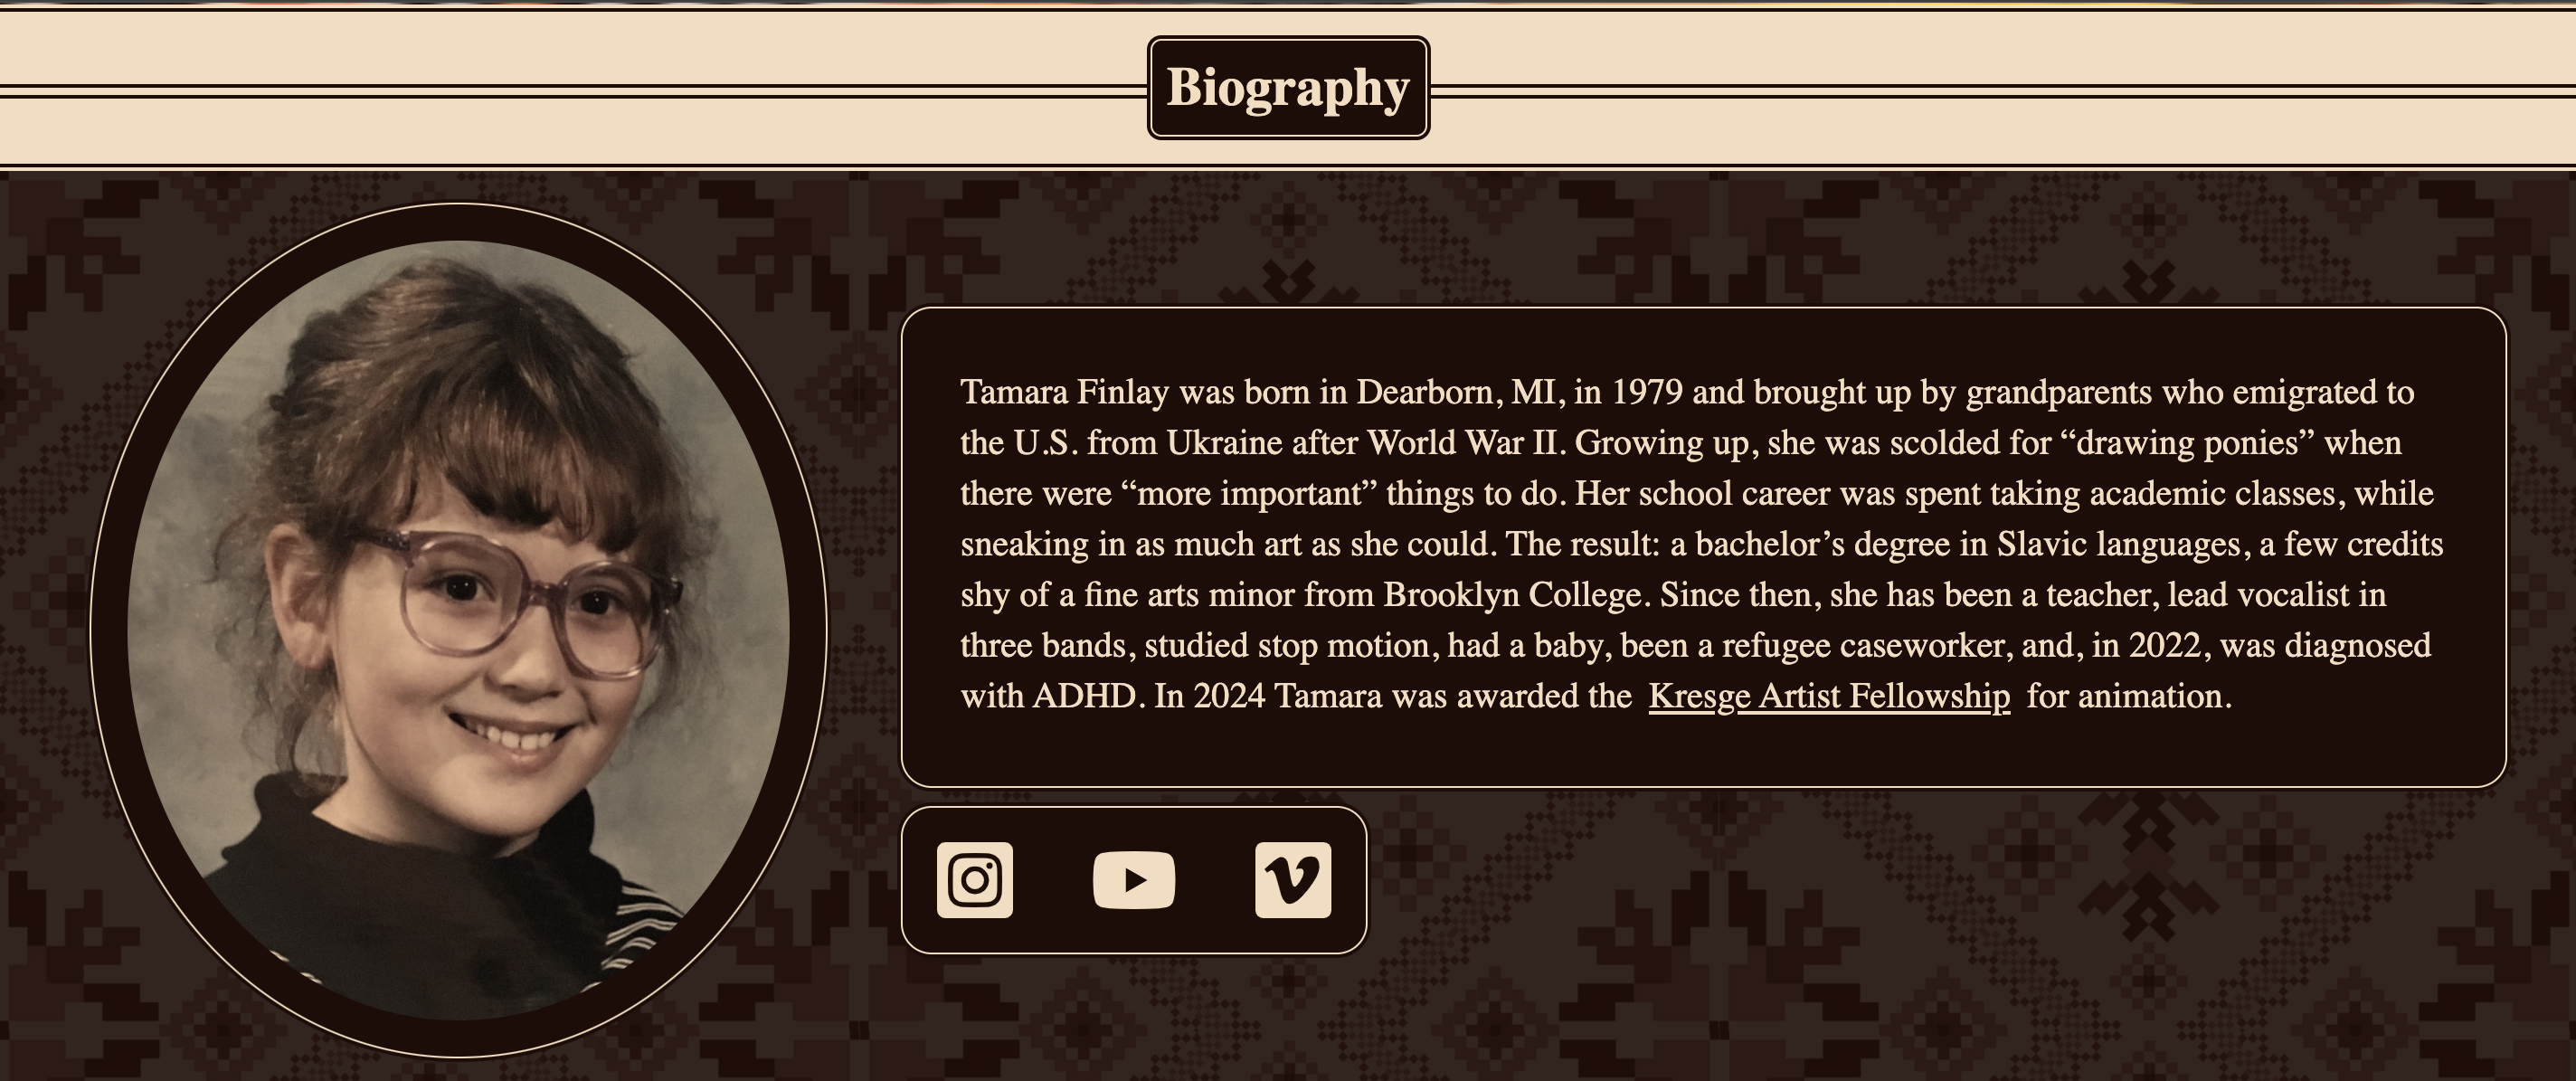 Biography
Tamara Finlay was born in Dearborn, MI, in 1979 and brought up by grandparents who emigrated to
the U.S. from Ukraine after World War II. Growing up, she was scolded for “drawing ponies” when
there were “more important” things to do. Her school career was spent taking academic classes, while
sneaking in as much art as she could. The result: a bachelor’s degree in Slavic languages, a few credits
shy of a fine arts minor from Brooklyn College. Since then, she has been a teacher, lead vocalist in
three bands, studied stop motion, had a baby, been a refugee caseworker, and, in 2022, was diagnosed
with ADHD. In 2024 Tamara was awarded the Kresge Artist Fellowship for animation.